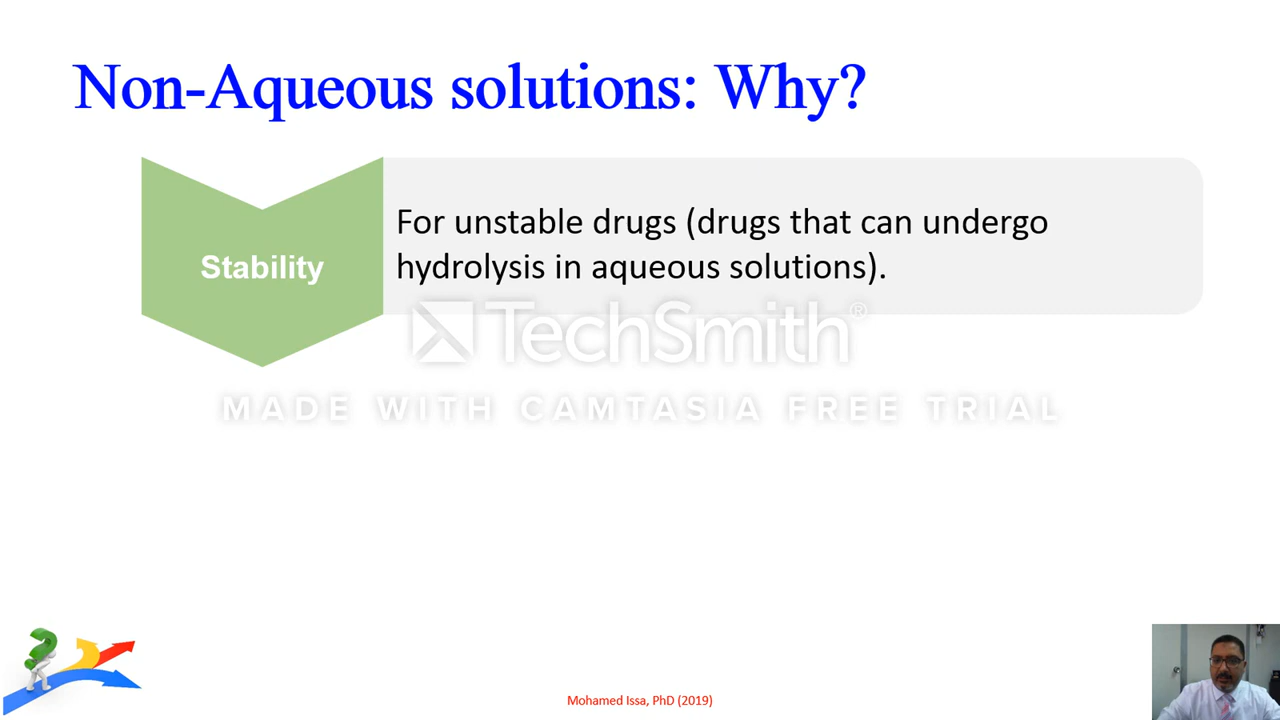 Non-Aqueous solutions: Why?
Stability
For unstable drugs (drugs that can undergo
hydrolysis in aqueous solutions).
TechSmith®
MADE WITH CAMTASIA FREE TRIAL
Mohamed Issa, PhD (2019)